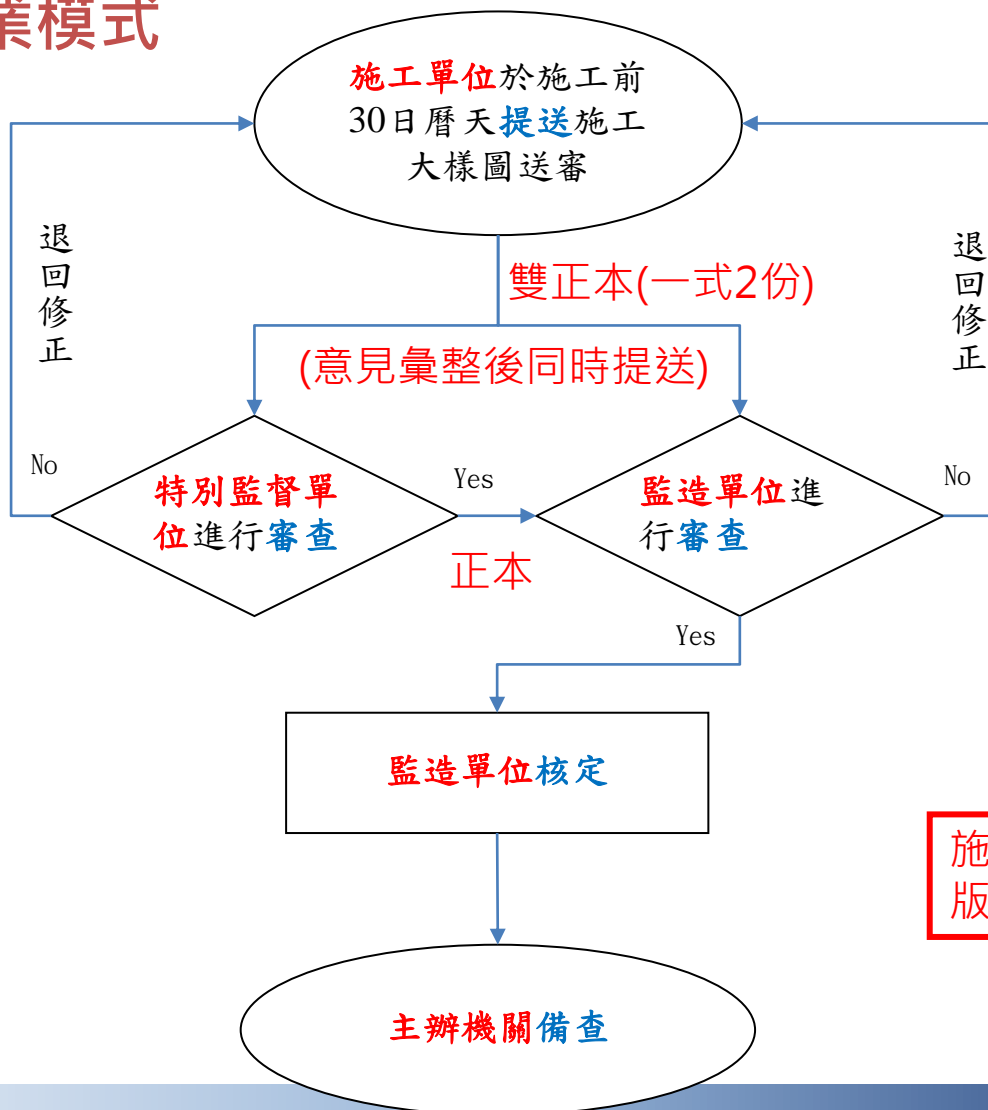 業模式
施工單位於施工前
30日曆天提送施工
大樣圖送審
退回修正
退回修正
雙正本(一式2份)
(意見彙整後同時提送)
No
特別監督單
位進行審查
Yes
正本
監造單位進
行審查
No
Yes
監造單位核定
施
版
主辦機關備查